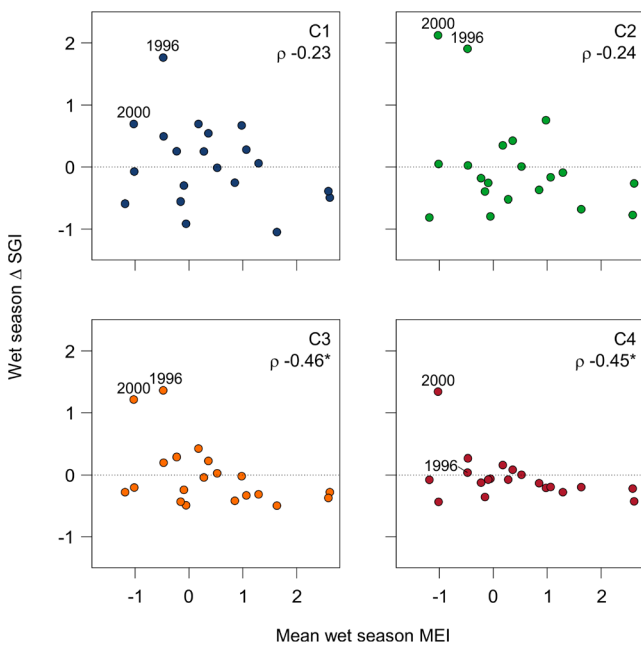 C1
ρ -0.23
1996
2000
2
1
0
-1
C2
ρ -0.24
2000
1996
Wet season Δ SGI
C3
ρ -0.46*
2000
1996
2
1
0
-1
-1 0 1 2
C4
ρ -0.45*
2000
1996
-1 0 1 2
Mean wet season MEI